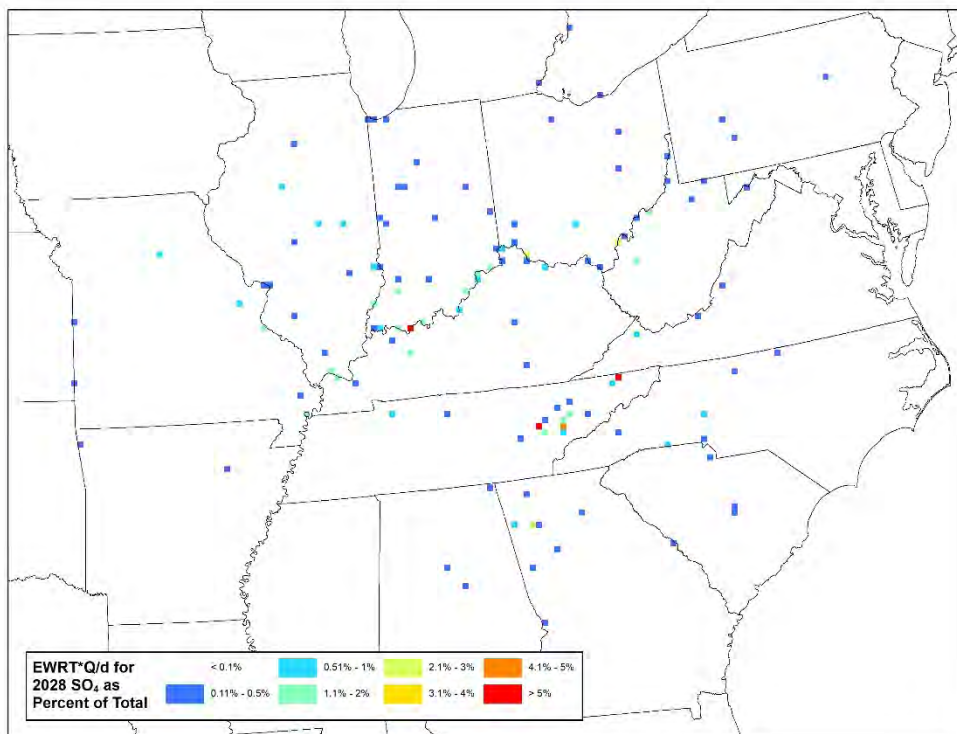 EWRT*Q/d for
2028 SO₄ as
Percent of Total
< 0.1%
0.51% - 1%
2.1% - 3%
4.1% - 5%
0.11% - 0.5%
1.1% - 2%
3.1% - 4%
> 5%